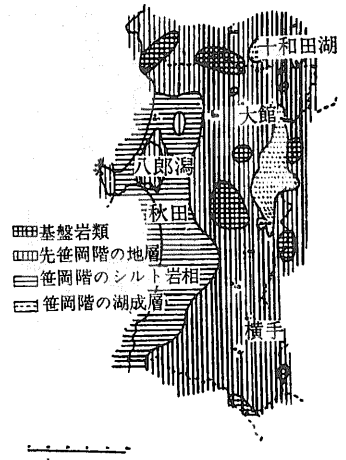 十和田湖
大館
八郎潟
秋田
基盤岩類
先笹岡階の地層
笹岡階のシルト岩相
笹岡階の湖成層
横手